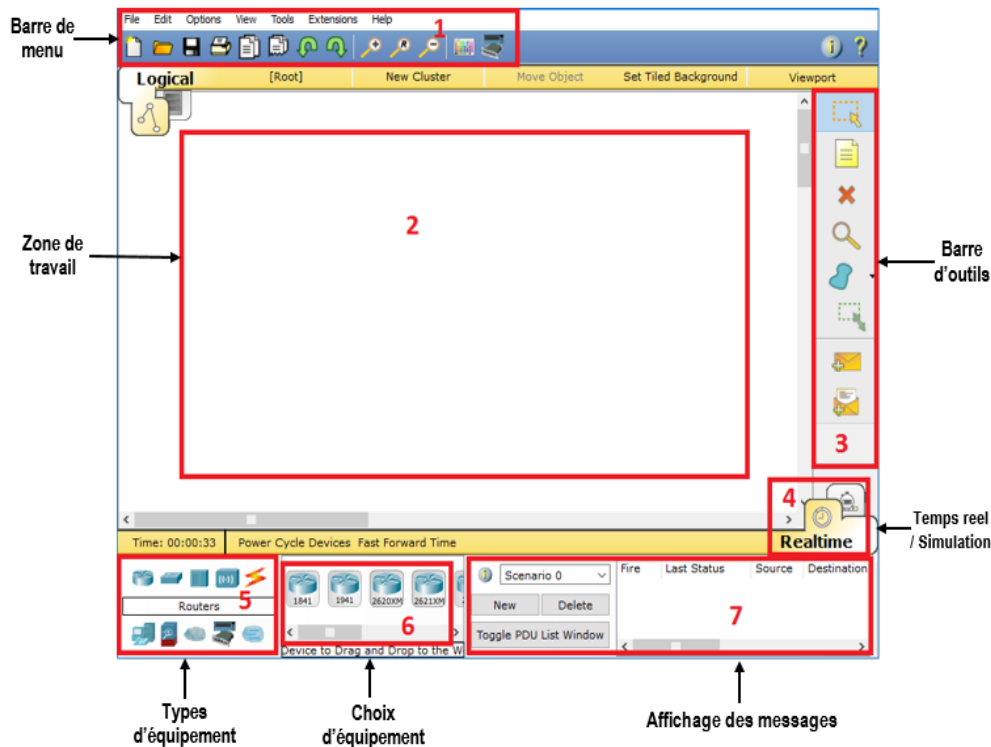 File Edit Options View Tools Extensions Help
Barre de
menu
1
Logical [Root] New Cluster Move Object Set Tiled Background Viewport
2
Zone de
travail
Barre
d'outils
3
4
Temps reel
/ Simulation
Time: 00:00:33 Power Cycle Devices Fast Forward Time Realtime
Routers
5
1841 1941 2620XM 2621XM
6
Device to Drag and Drop to the W
Scenario 0
New Delete
Toggle PDU List Window
Fire Last Status Source Destination
7
Types
d'équipement
Choix
d'équipement
Affichage des messages